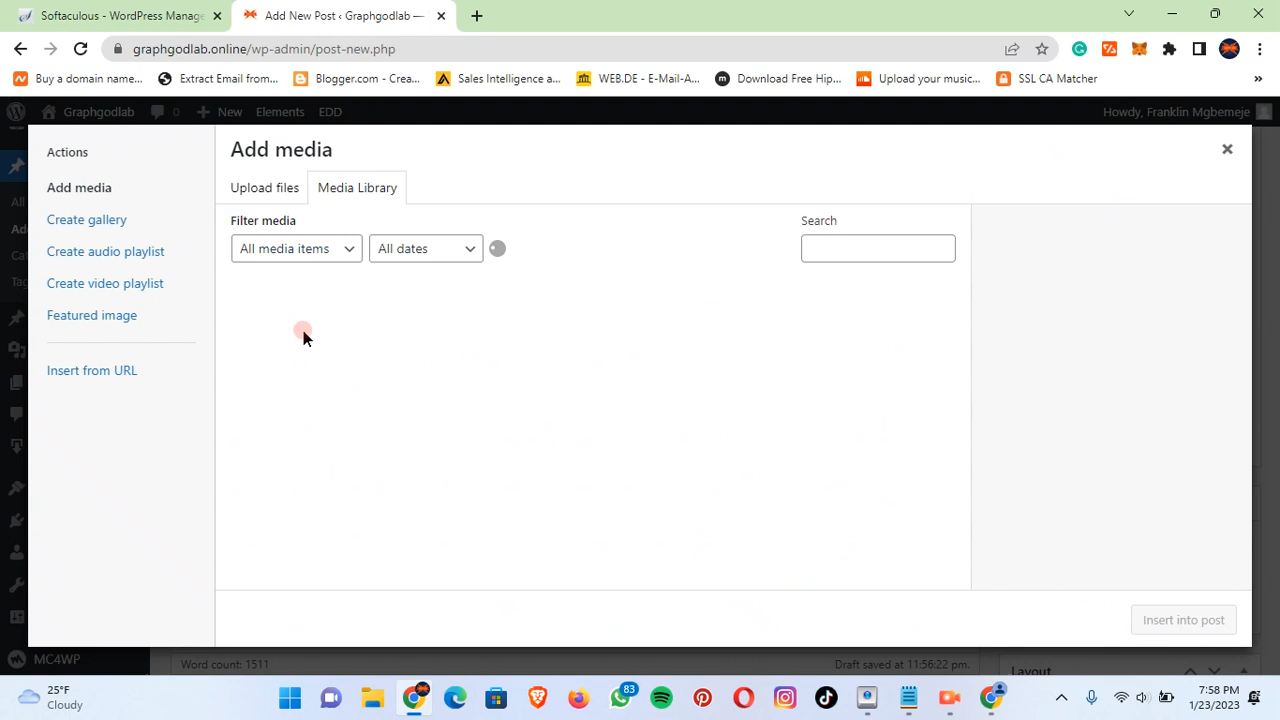 Softaculous - WordPress Manage
Add New Post ‹ Graphgodlab —
graphgodlab.online/wp-admin/post-new.php
Buy a domain name...
Extract Email from...
Blogger.com - Crea...
Sales Intelligence a...
WEB.DE - E-Mail-A...
Download Free Hip...
Upload your music...
SSL CA Matcher
»
Graphgodlab
0
New
Elements
EDD
Howdy, Franklin Mgbemeje
Actions
Add media
Create gallery
Create audio playlist
Create video playlist
Featured image
Insert from URL
Add media
Upload files
Media Library
Filter media
All media items
All dates
Search
Insert into post
All
Ad
Cat
Tag
MC4WP
Word count: 1511
Draft saved at 11:56:22 pm.
Layout
25°F
Cloudy
83
7:58 PM
1/23/2023